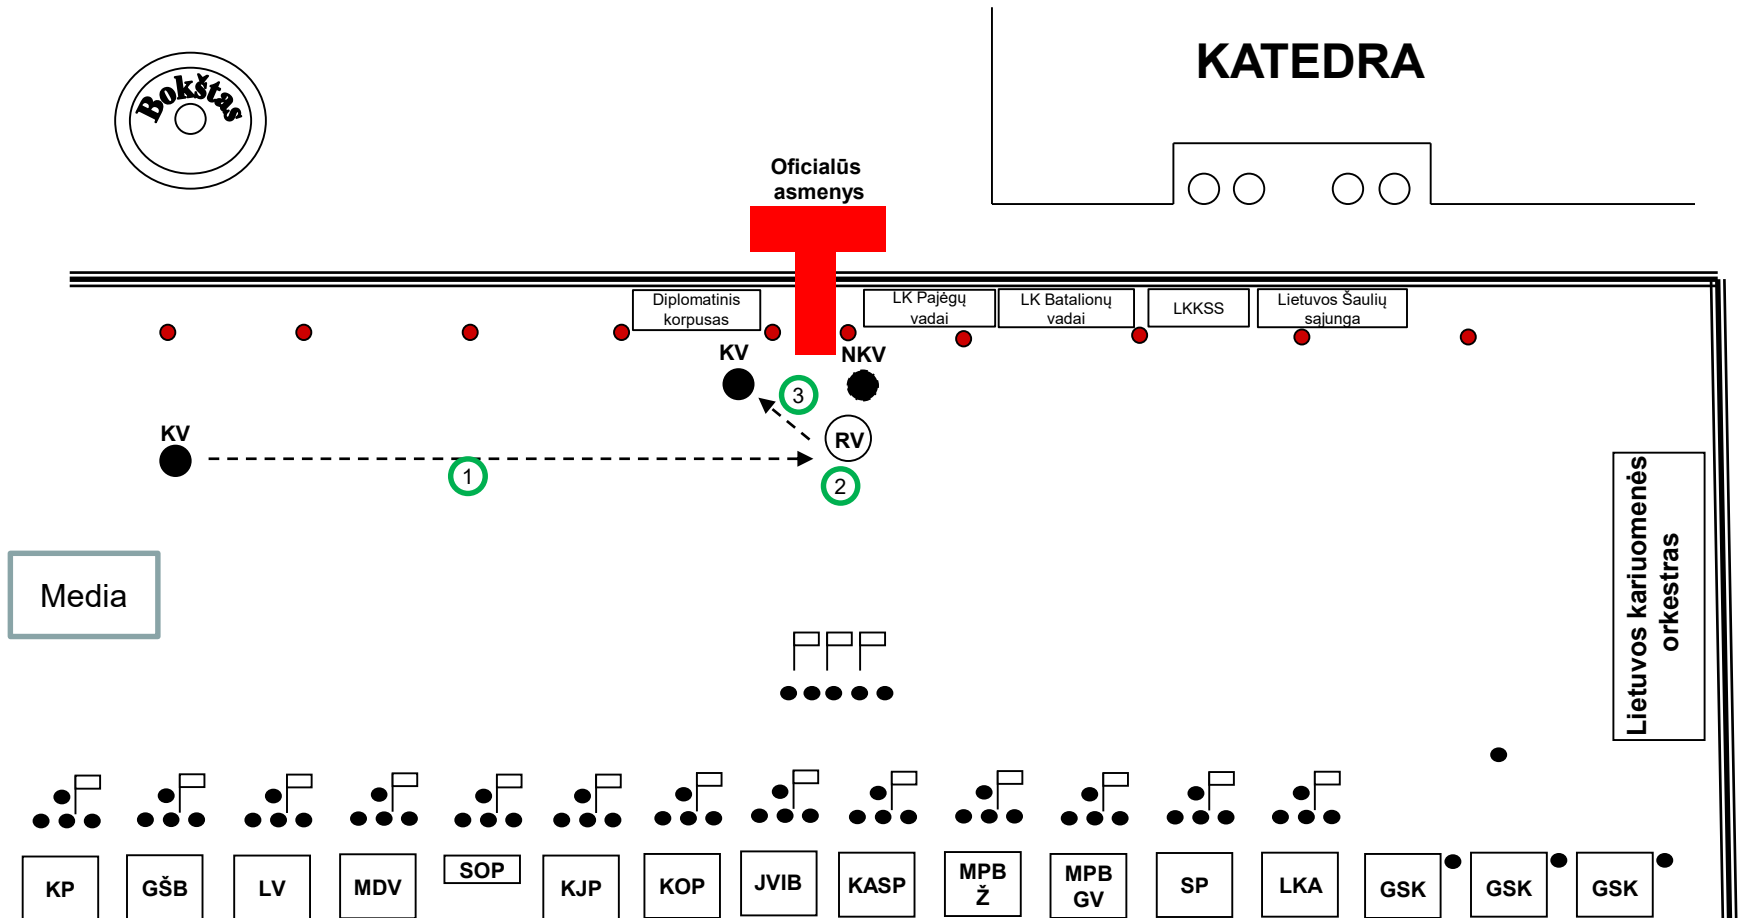 KATEDRA
Bokštas
Oficialūs
asmenys
Diplomatinis
korpusas
LK Pajėgų
vadai
LK Batalionų
vadai
LKKSS
Lietuvos Šaulių
sąjunga
KV
NKV
3
KV
RV
1
2
Media
Lietuvos kariuomenės
orkestras
KP
GŠB
LV
MDV
SOP
KJP
KOP
JVIB
KASP
MPB
Ž
MPB
GV
SP
LKA
GSK
GSK
GSK